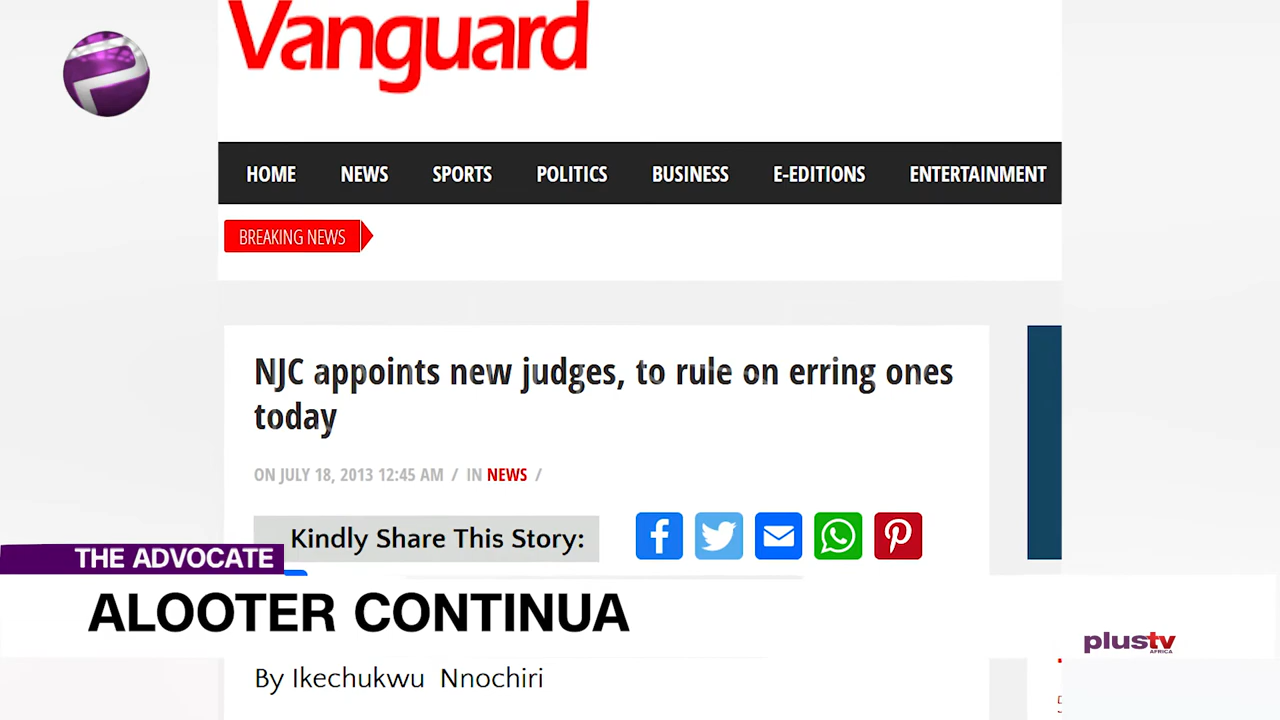 Vanguard
HOME NEWS SPORTS POLITICS BUSINESS E-EDITIONS ENTERTAINMENT
BREAKING NEWS
NJC appoints new judges, to rule on erring ones
today
ON JULY 18, 2013 12:45 AM / IN NEWS /
Kindly Share This Story:
THE ADVOCATE
ALOOTER CONTINUA
plustv
AFRICA
By Ikechukwu Nnochiri